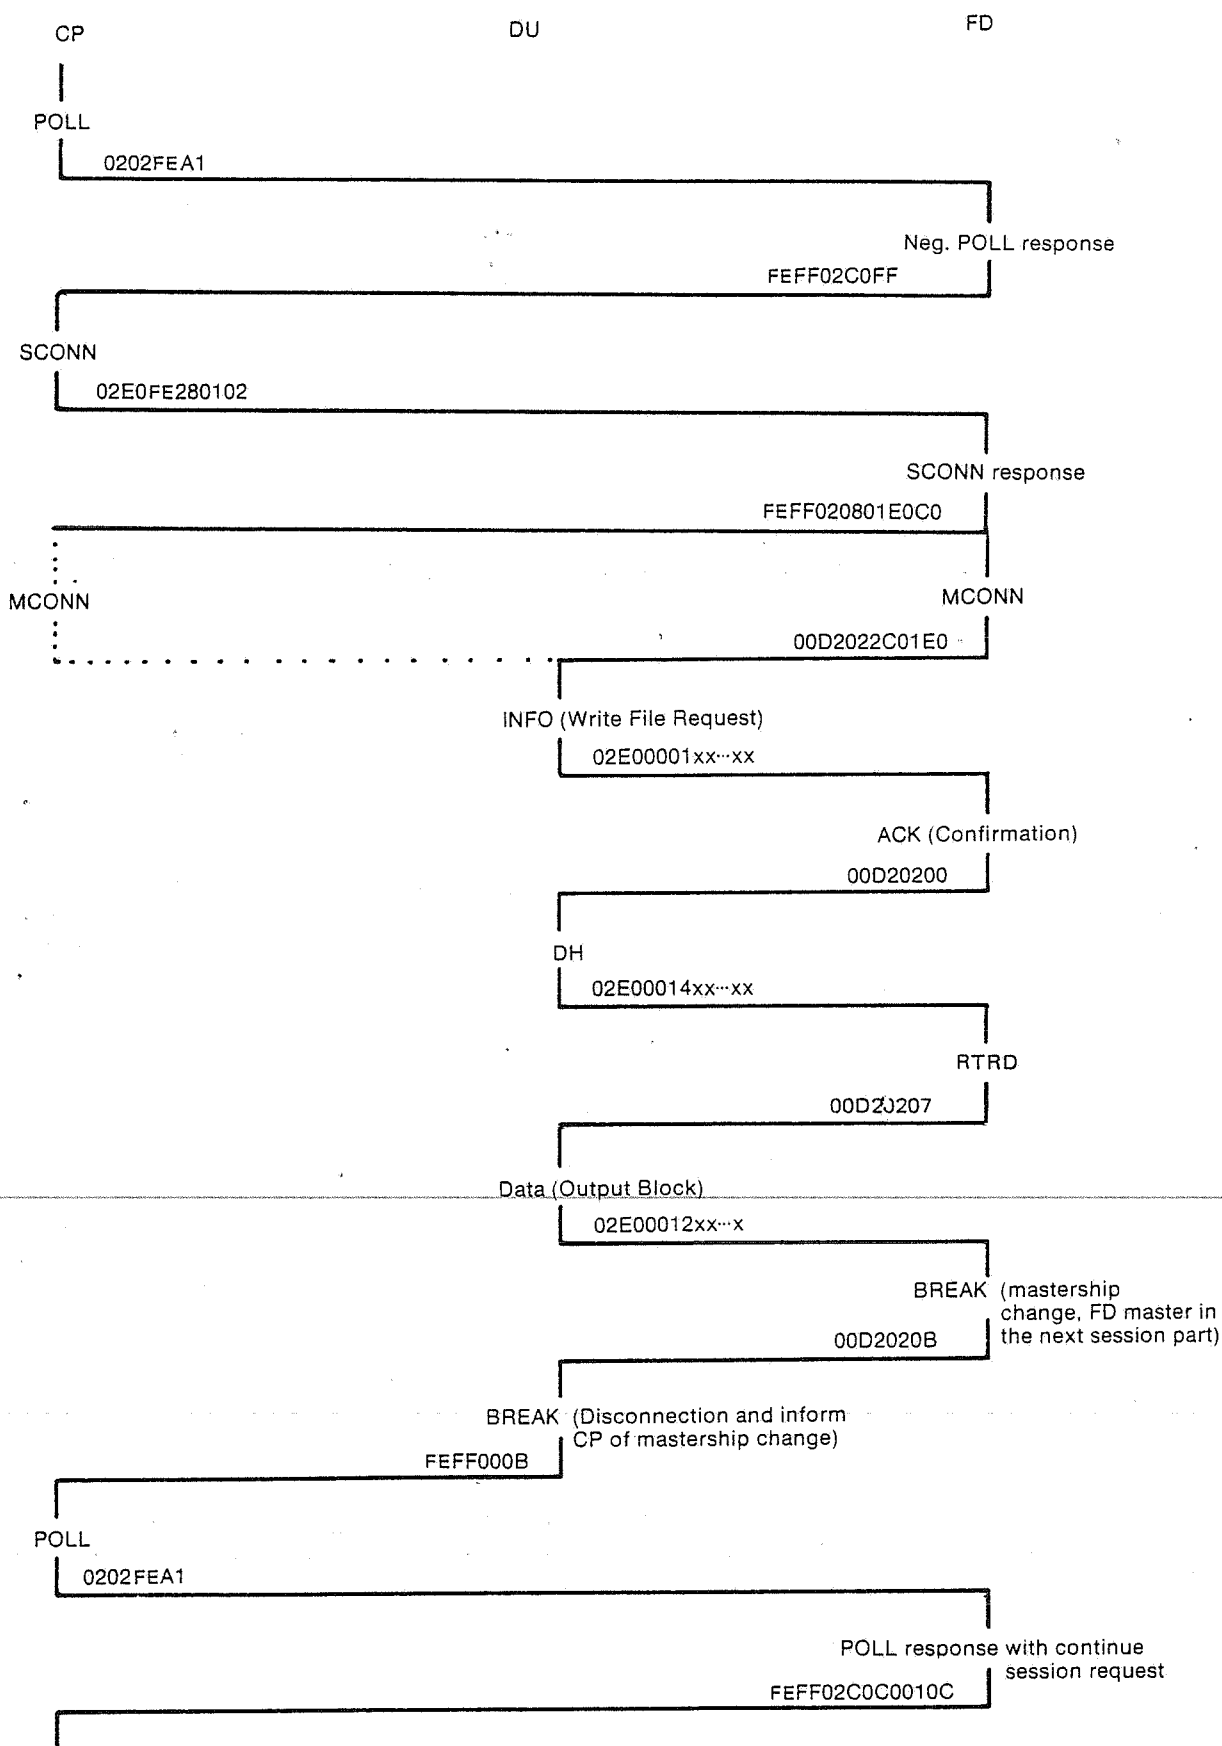 CP DU FD
POLL
0202FEA1
Neg. POLL response
FEFF02C0FF
SCONN
02E0FE280102
SCONN response
FEFF020801E0C0
MCONN MCONN
00D2022C01E0
INFO (Write File Request)
02E00001xx···xx
ACK (Confirmation)
00D20200
DH
02E00014xx···xx
RTRD
00D20207
Data (Output Block)
02E00012xx···x
BREAK (mastership
change, FD master in
the next session part)
00D2020B
BREAK (Disconnection and inform
CP of mastership change)
FEFF000B
POLL
0202FEA1
POLL response with continue
session request
FEFF02C0C0010C